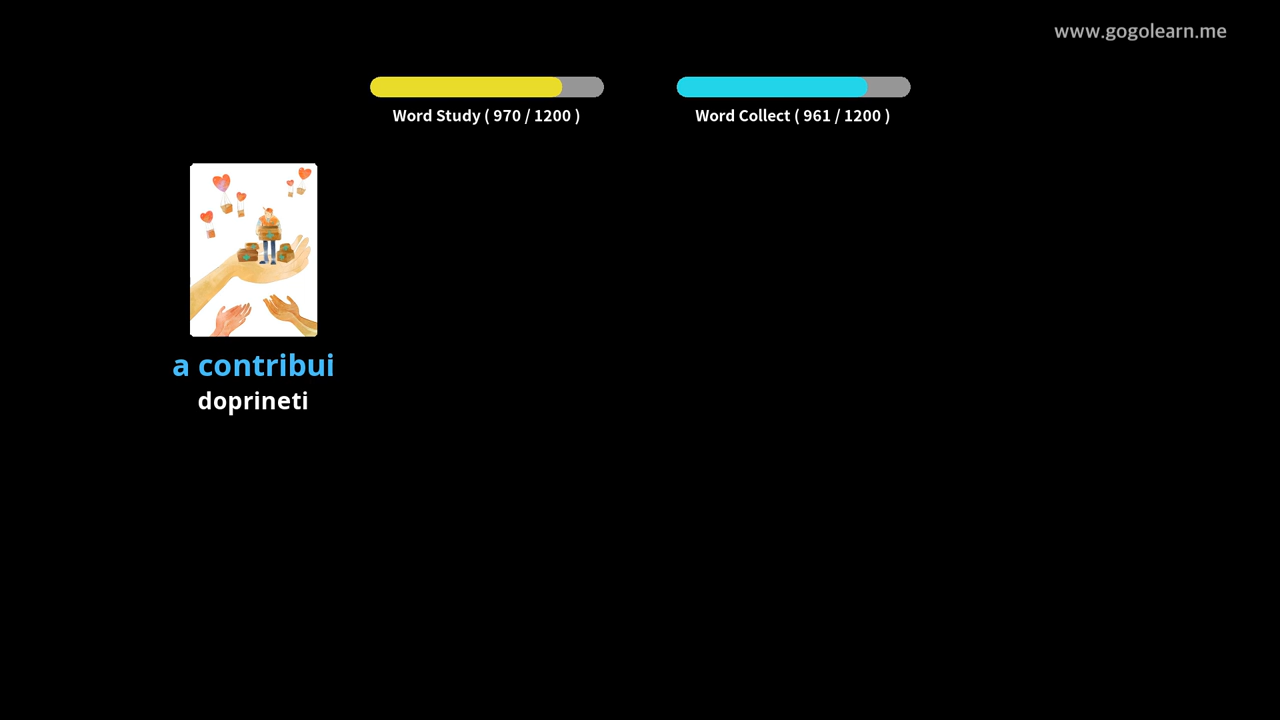 www.gogolearn.me
Word Study ( 970 / 1200 )
Word Collect ( 961 / 1200 )
a contribui
doprineti